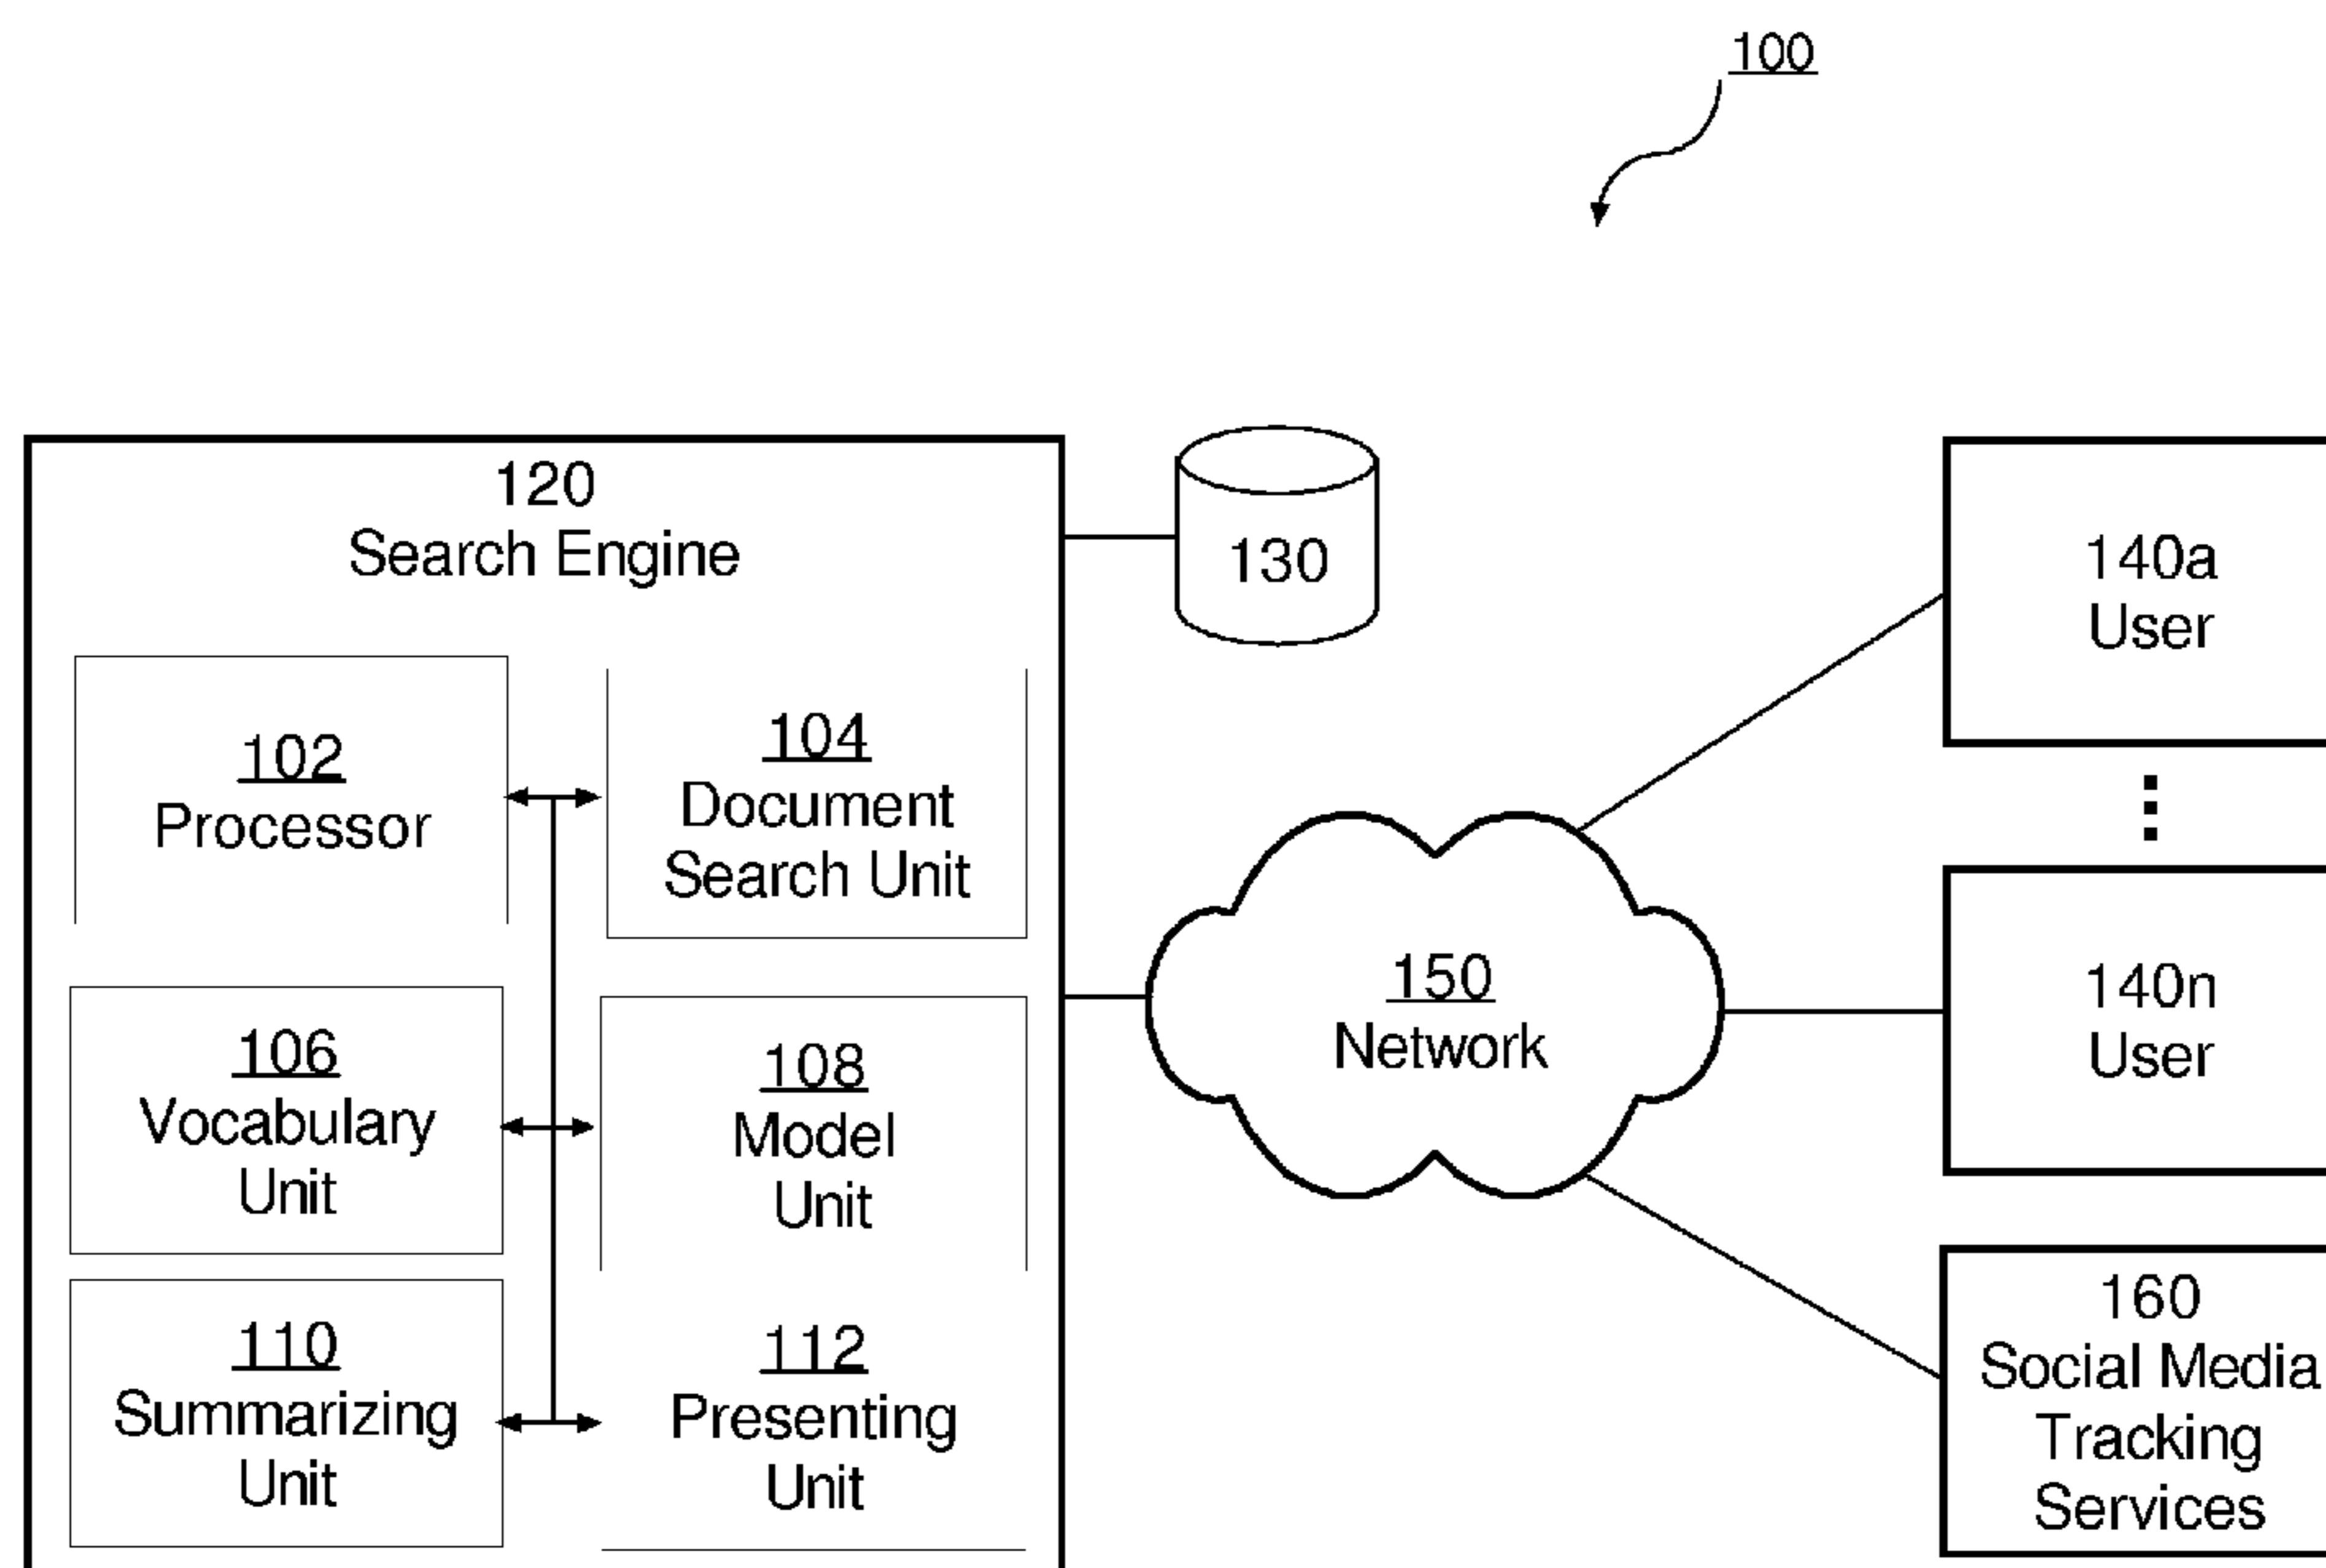 100
120
Search Engine
130
102
Processor
104
Document
Search Unit
106
Vocabulary
Unit
108
Model
Unit
110
Summarizing
Unit
112
Presenting
Unit
150
Network
140a
User
140n
User
160
Social Media
Tracking
Services